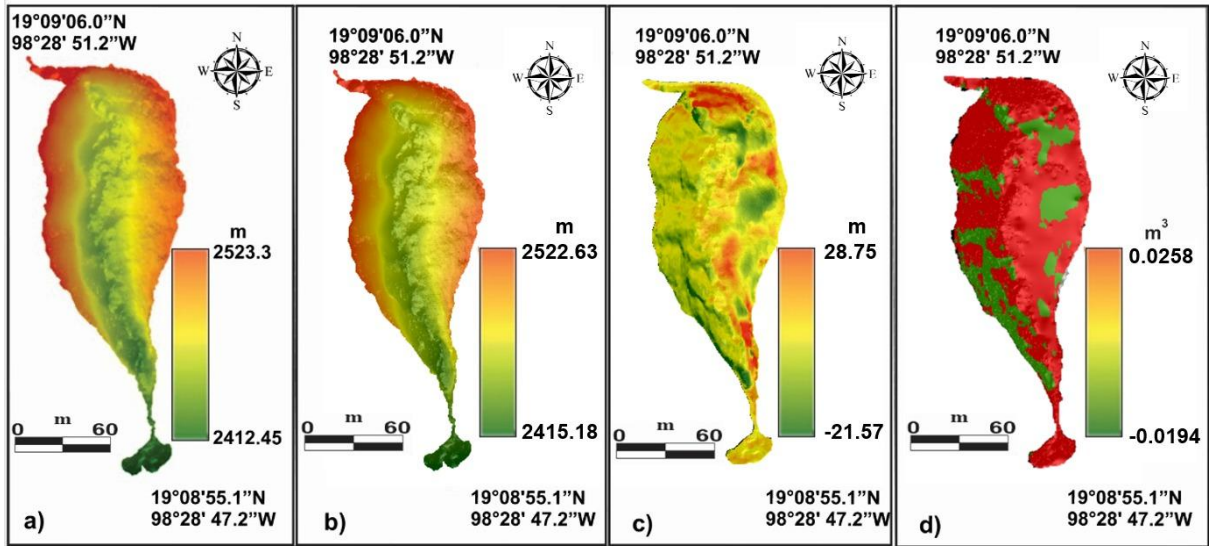 19°09'06.0"N
98°28' 51.2"W
N
W E
S
m
2523.3
2412.45
m 60
19°08'55.1"N
98°28' 47.2"W
a)
19°09'06.0"N
98°28' 51.2"W
N
W E
S
m
2522.63
2415.18
m 60
19°08'55.1"N
98°28' 47.2"W
b)
19°09'06.0"N
98°28' 51.2"W
N
W E
S
m
28.75
-21.57
m 60
19°08'55.1"N
98°28' 47.2"W
c)
19°09'06.0"N
98°28' 51.2"W
N
W E
S
m³
0.0258
-0.0194
m 60
19°08'55.1"N
98°28' 47.2"W
d)